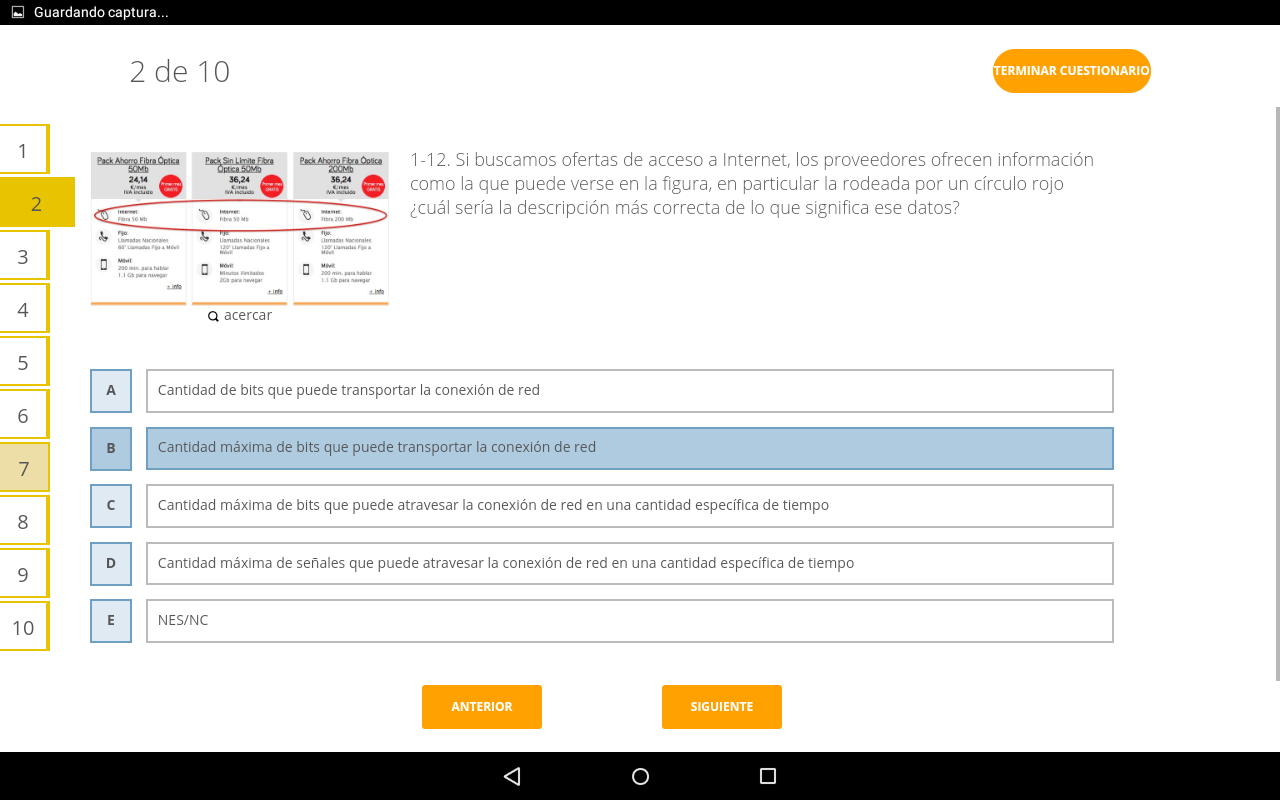 Guardando captura...
2 de 10
TERMINAR CUESTIONARIO
1
2
3
4
5
6
7
8
9
10
Pack Ahorro Fibra Óptica 50Mb
24,14
€/mes
IVA incluido
Primer mes GRATIS
Internet:
Fibra 50 Mb
Fijo:
Llamadas Nacionales
60' Llamadas Fijo a Móvil
Móvil:
200 min. para hablar
1.1 Gb para navegar
+ info
Pack Sin Límite Fibra Óptica 50Mb
36,24
€/mes
IVA incluido
Primer mes GRATIS
Internet:
Fibra 50 Mb
Fijo:
Llamadas Nacionales
120' Llamadas Fijo a Móvil
Móvil:
Minutos Ilimitados
2Gb para navegar
+ info
Pack Ahorro Fibra Óptica 200Mb
36,24
€/mes
IVA incluido
Primer mes GRATIS
Internet:
Fibra 200 Mb
Fijo:
Llamadas Nacionales
120' Llamadas Fijo a Móvil
Móvil:
200 min. para hablar
1.1 Gb para navegar
+ info
acercar
1-12. Si buscamos ofertas de acceso a Internet, los proveedores ofrecen información
como la que puede verse en la figura, en particular la rodeada por un círculo rojo
¿cuál sería la descripción más correcta de lo que significa ese datos?
A Cantidad de bits que puede transportar la conexión de red
B Cantidad máxima de bits que puede transportar la conexión de red
C Cantidad máxima de bits que puede atravesar la conexión de red en una cantidad específica de tiempo
D Cantidad máxima de señales que puede atravesar la conexión de red en una cantidad específica de tiempo
E NES/NC
ANTERIOR
SIGUIENTE